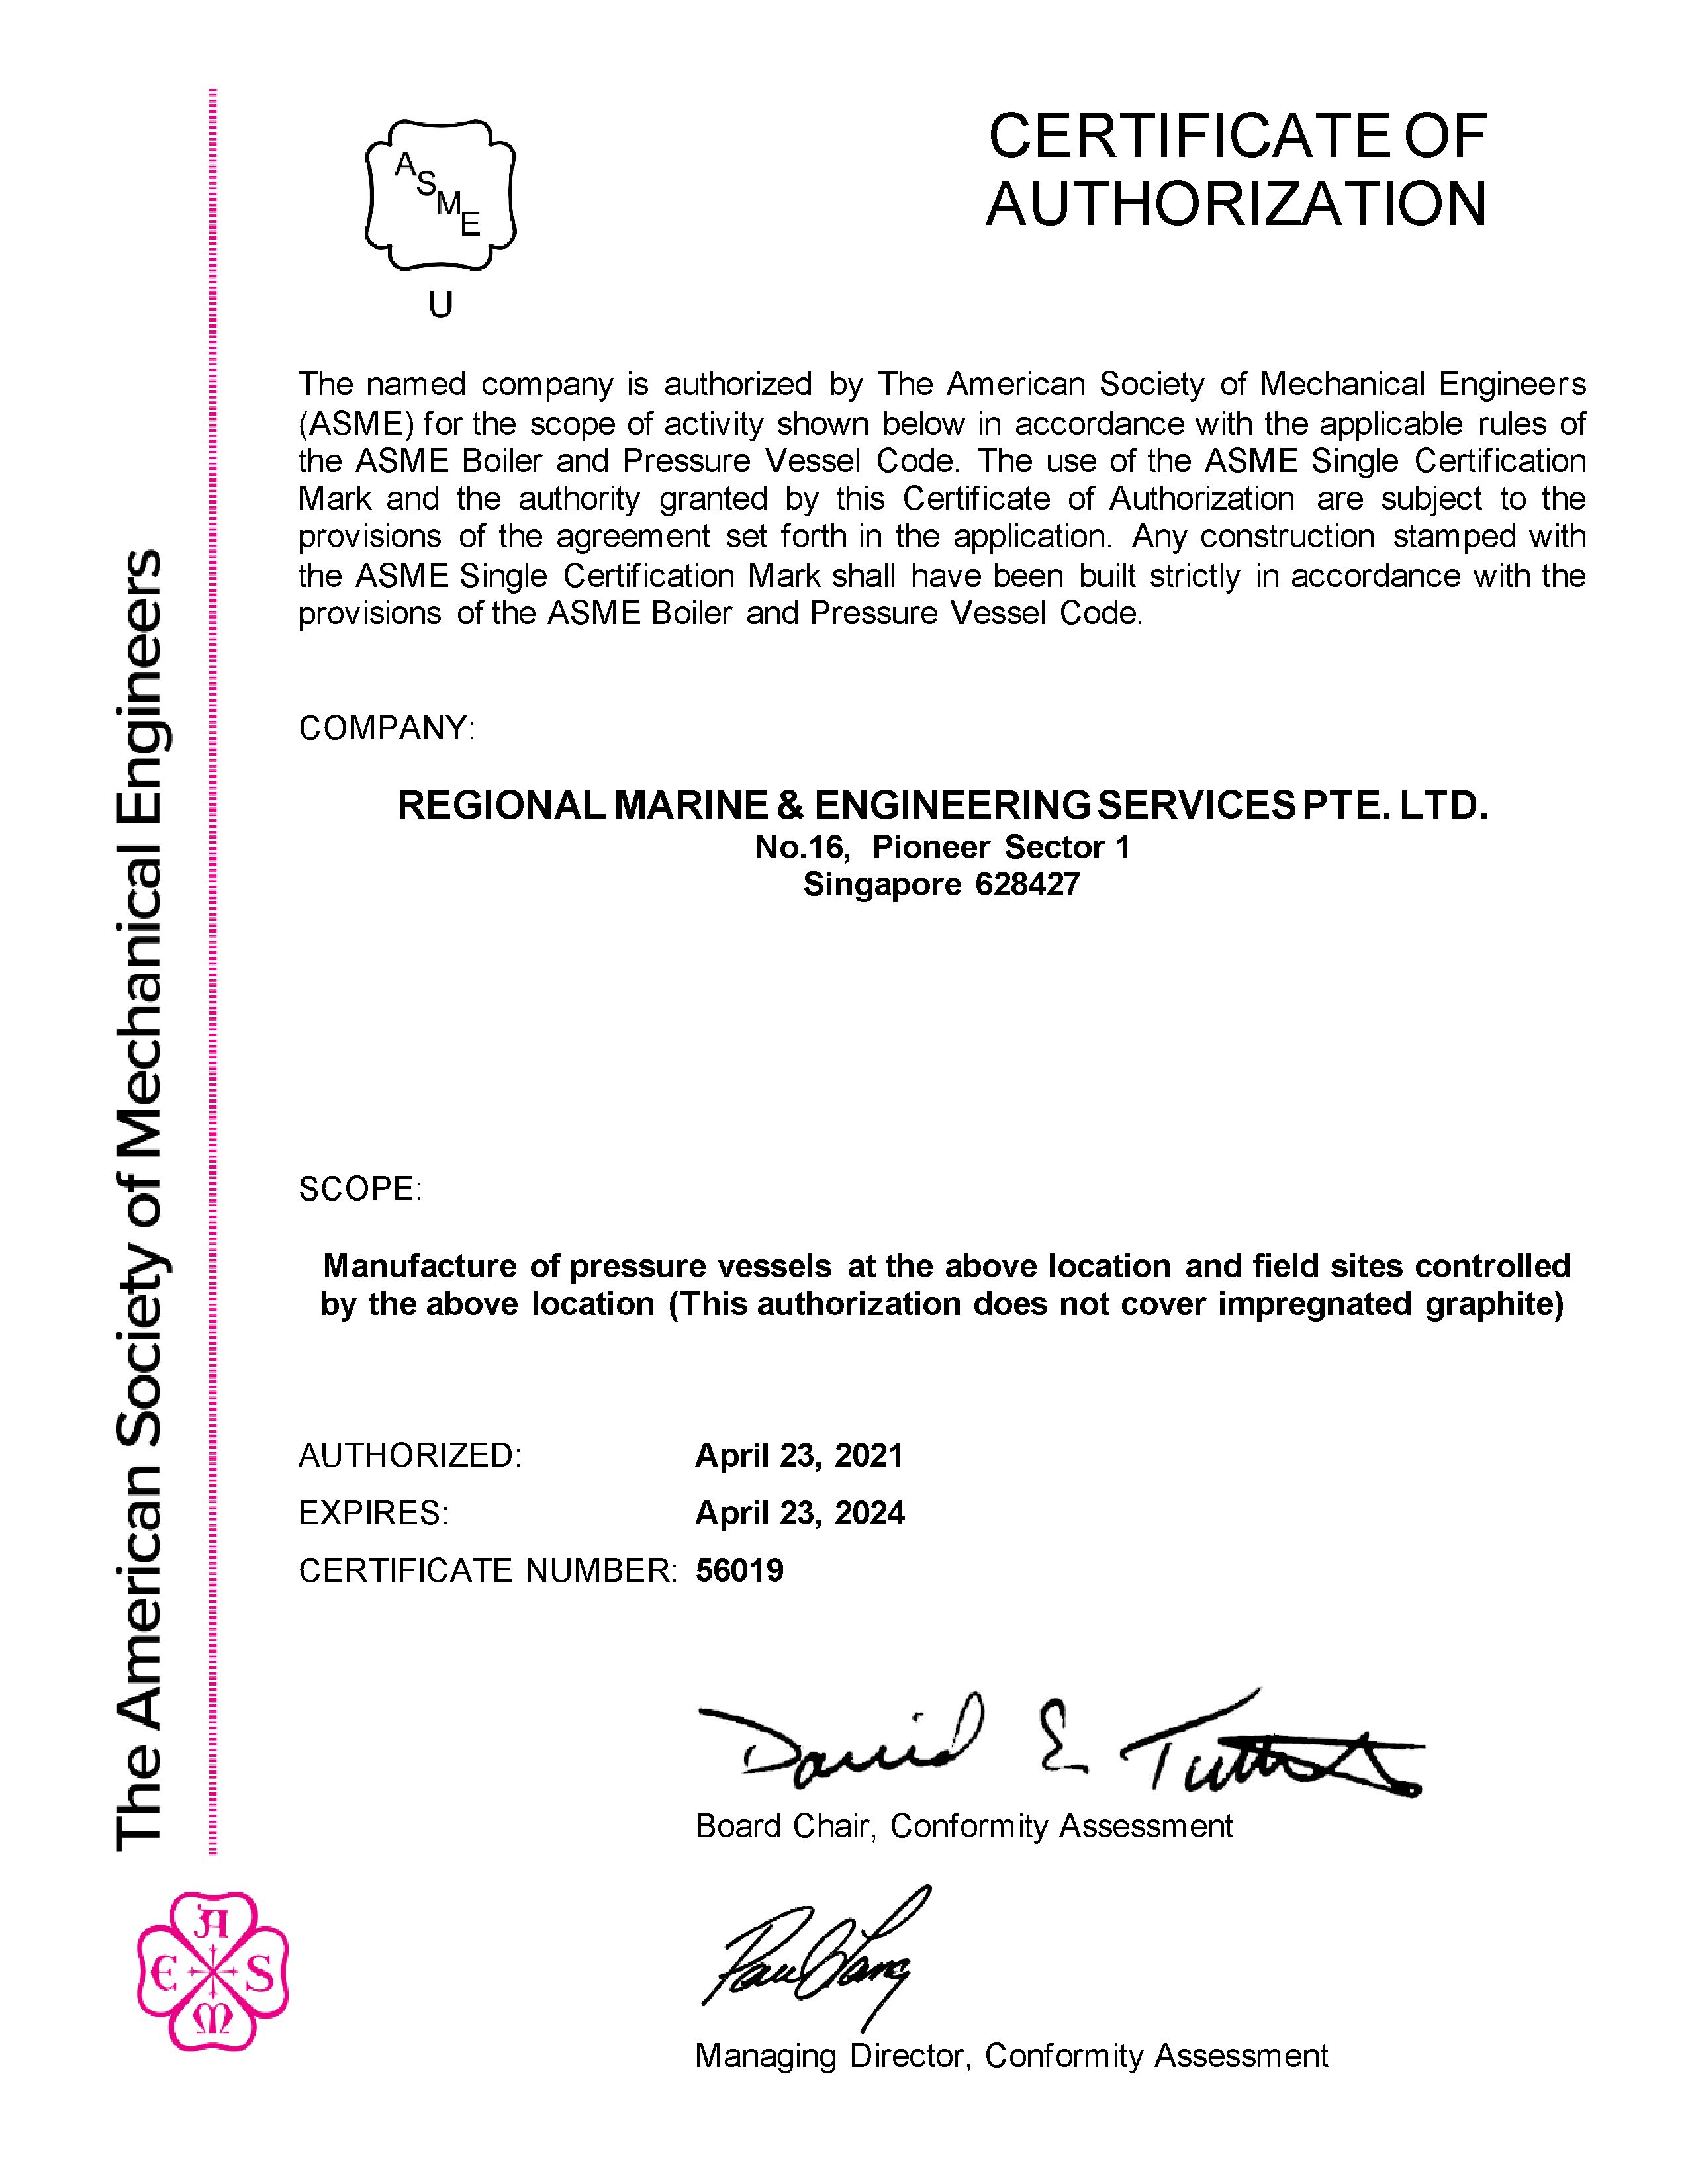 A
S
M
E
U
CERTIFICATE OF
AUTHORIZATION
The named company is authorized by The American Society of Mechanical Engineers
(ASME) for the scope of activity shown below in accordance with the applicable rules of
the ASME Boiler and Pressure Vessel Code. The use of the ASME Single Certification
Mark and the authority granted by this Certificate of Authorization are subject to the
provisions of the agreement set forth in the application. Any construction stamped with
the ASME Single Certification Mark shall have been built strictly in accordance with the
provisions of the ASME Boiler and Pressure Vessel Code.
COMPANY:
REGIONAL MARINE & ENGINEERING SERVICES PTE. LTD.
No.16, Pioneer Sector 1
Singapore 628427
SCOPE:
Manufacture of pressure vessels at the above location and field sites controlled
by the above location (This authorization does not cover impregnated graphite)
AUTHORIZED: April 23, 2021
EXPIRES: April 23, 2024
CERTIFICATE NUMBER: 56019
David E
Board Chair, Conformity Assessment
Managing Director, Conformity Assessment
The American Society of Mechanical Engineers
A
S
M
E